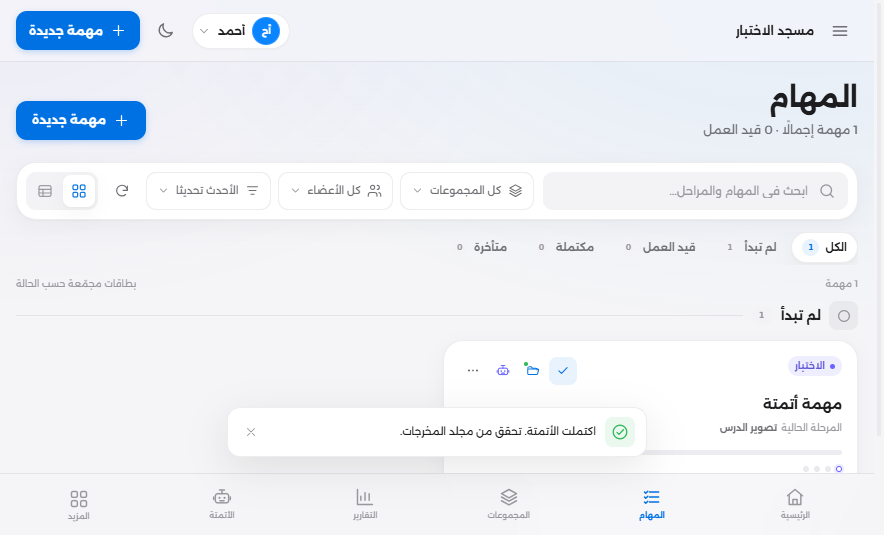 مسجد الاختبار
أح أحمد
مهمة جديدة
المهام
1 مهمة إجمالًا · 0 قيد العمل
مهمة جديدة
ابحث في المهام والمراحل...
كل المجموعات
كل الأعضاء
الأحدث تحديثا
الكل 1
لم تبدأ 1
قيد العمل 0
مكتملة 0
متأخرة 0
1 مهمة
بطاقات مجمّعة حسب الحالة
لم تبدأ 1
الاختبار
مهمة أتمتة
المرحلة الحالية تصوير الدرس
اكتملت الأتمتة. تحقق من مجلد المخرجات.
الرئيسية
المهام
المجموعات
التقارير
الأتمتة
المزيد